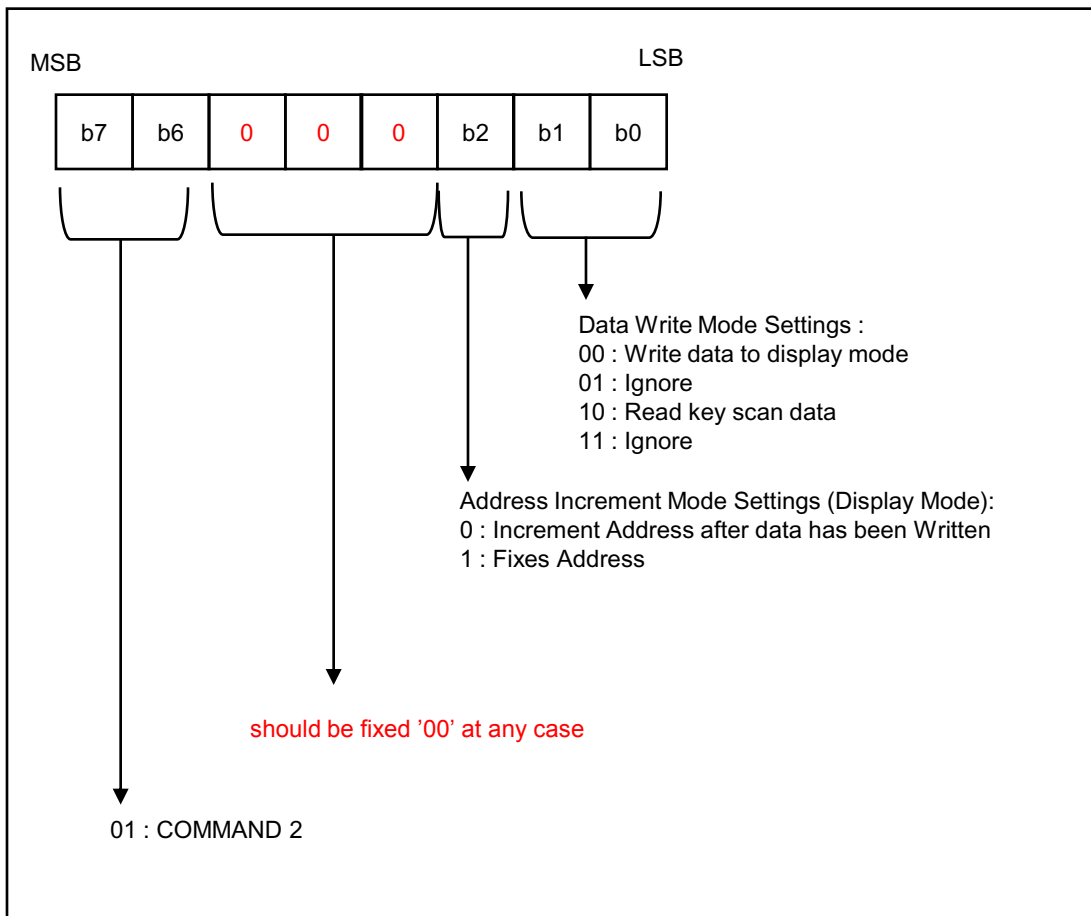 MSB LSB
b7 b6 0 0 0 b2 b1 b0
Data Write Mode Settings :
00 : Write data to display mode
01 : Ignore
10 : Read key scan data
11 : Ignore
Address Increment Mode Settings (Display Mode):
0 : Increment Address after data has been Written
1 : Fixes Address
should be fixed ’00’ at any case
01 : COMMAND 2